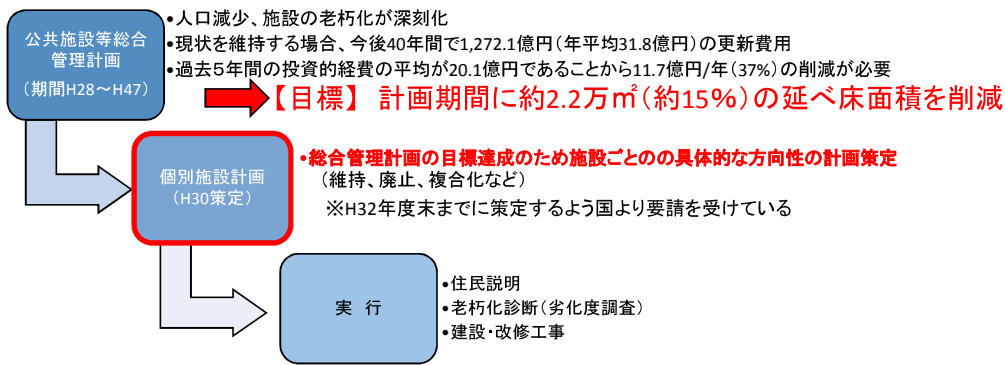 公共施設等総合
管理計画
（期間H28～H47）
•人口減少、施設の老朽化が深刻化
•現状を維持する場合、今後40年間で1,272.1億円（年平均31.8億円）の更新費用
•過去５年間の投資的経費の平均が20.1億円であることから11.7億円/年（37%）の削減が必要
【目標】 計画期間に約2.2万㎡（約15%）の延べ床面積を削減
個別施設計画
（H30策定）
•総合管理計画の目標達成のため施設ごとのの具体的な方向性の計画策定
（維持、廃止、複合化など）
※H32年度末までに策定するよう国より要請を受けている
実　行
•住民説明
•老朽化診断（劣化度調査）
•建設・改修工事